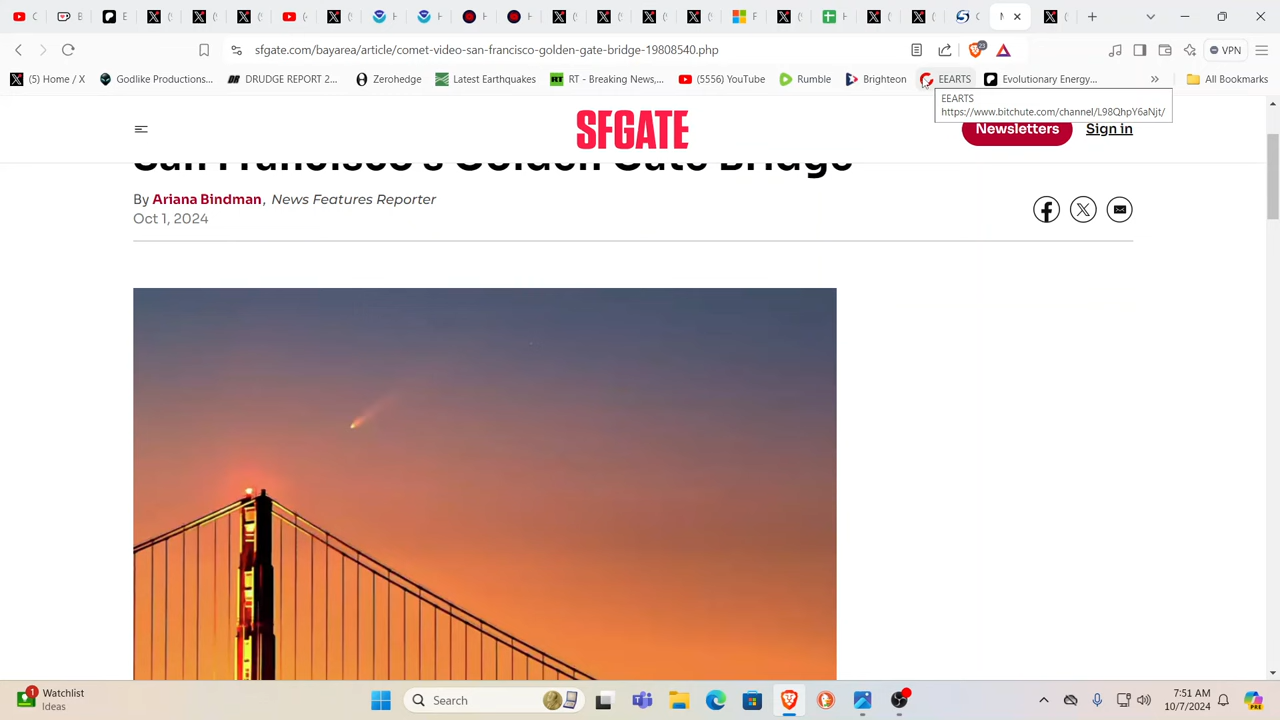 B
sfgate.com/bayarea/article/comet-video-san-francisco-golden-gate-bridge-19808540.php
23
VPN
(5) Home / X
Godlike Productions...
DRUDGE REPORT 2...
Zerohedge
Latest Earthquakes
RT - Breaking News,...
(5550) YouTube
Rumble
Brighteon
EEARTS
Evolutionary Energy...
All Bookmarks
EEARTS
https://www.bitchute.com/channel/L98QhpY6aNjt/
SFGATE
Newsletters
Sign in
San Francisco's Golden Gate Bridge
By Ariana Bindman, News Features Reporter
Oct 1, 2024
1
Watchlist
Ideas
Search
7:51 AM
10/7/2024